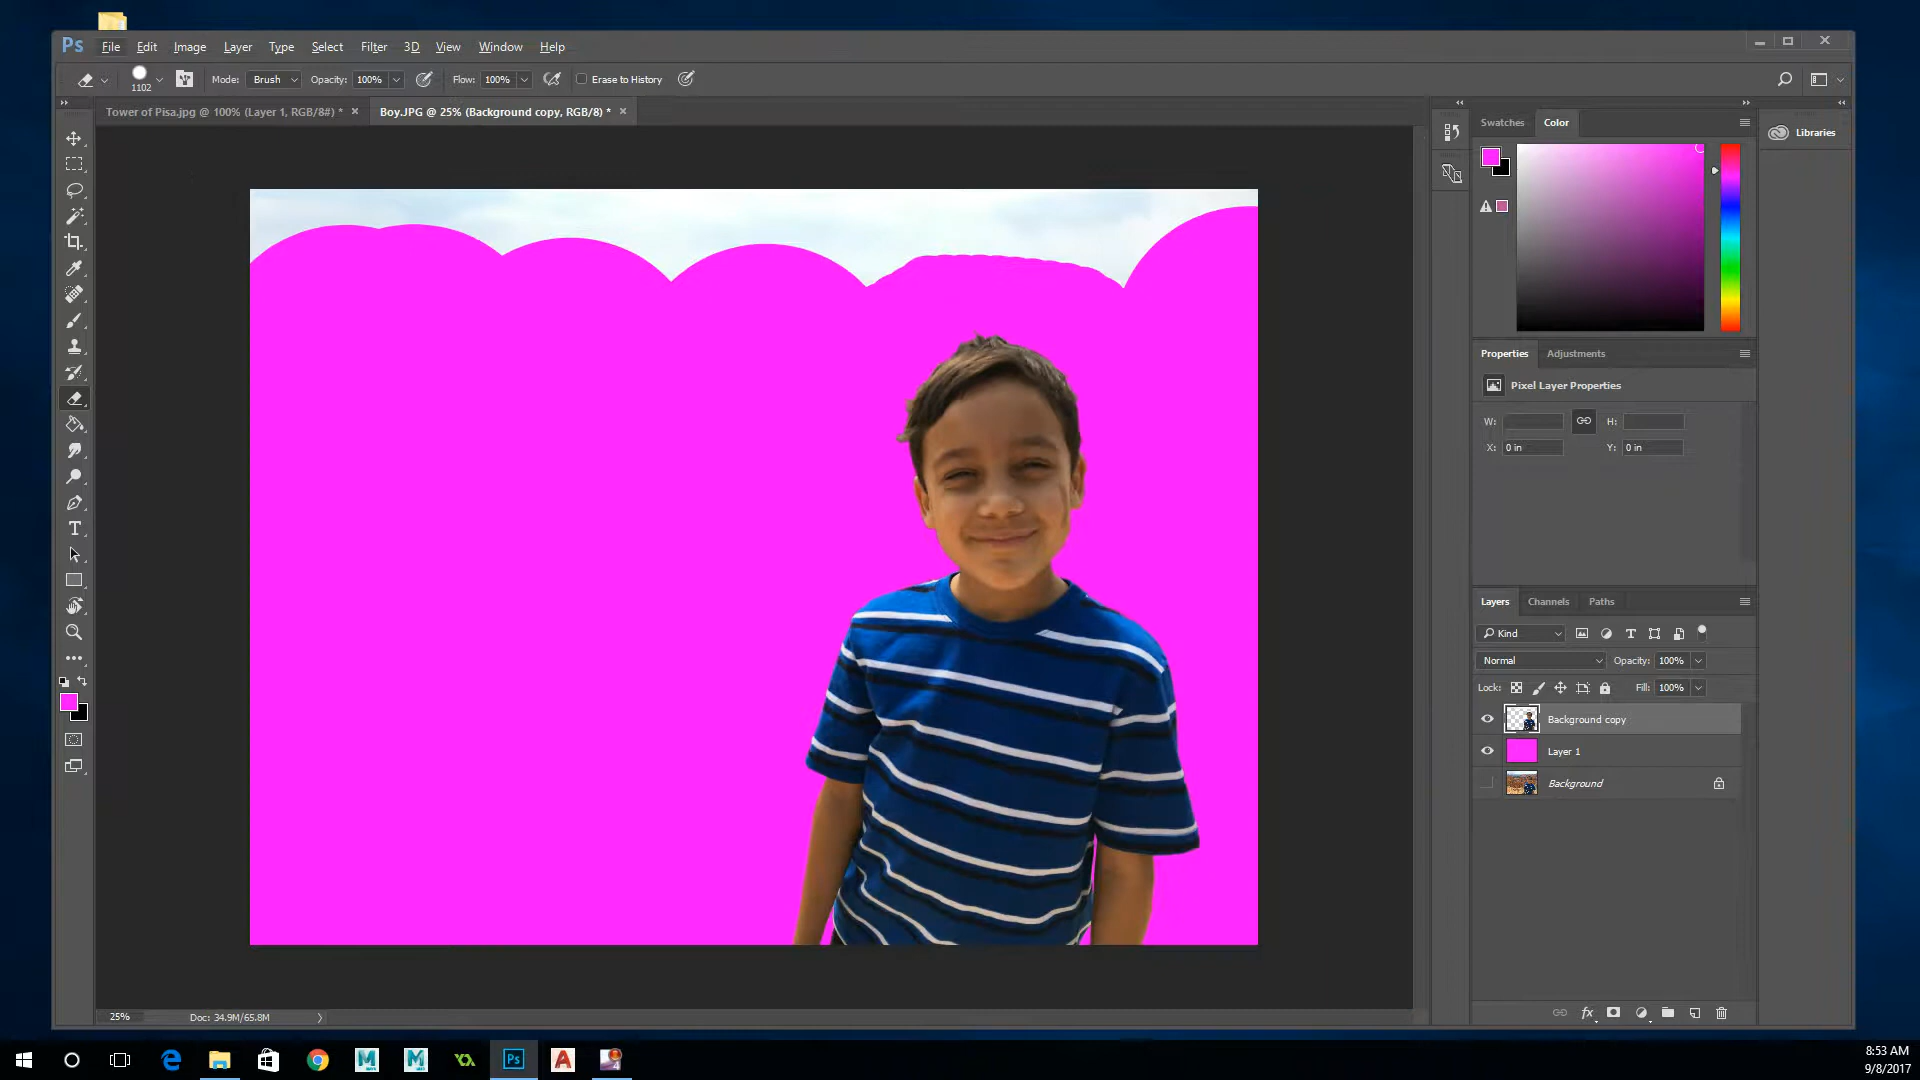 Ps File Edit Image Layer Type Select Filter 3D View Window Help
1102 Mode: Brush Opacity: 100% Flow: 100% Erase to History
Tower of Pisa.jpg @ 100% (Layer 1, RGB/8#) *
Boy.JPG @ 25% (Background copy, RGB/8) *
Swatches Color
Libraries
Properties Adjustments
Pixel Layer Properties
W: H:
X: 0 in Y: 0 in
Layers Channels Paths
Kind
Normal Opacity: 100%
Lock: Fill: 100%
Background copy
Layer 1
Background
fx
25% Doc: 34.9M/65.8M
Ps
8:53 AM
9/8/2017